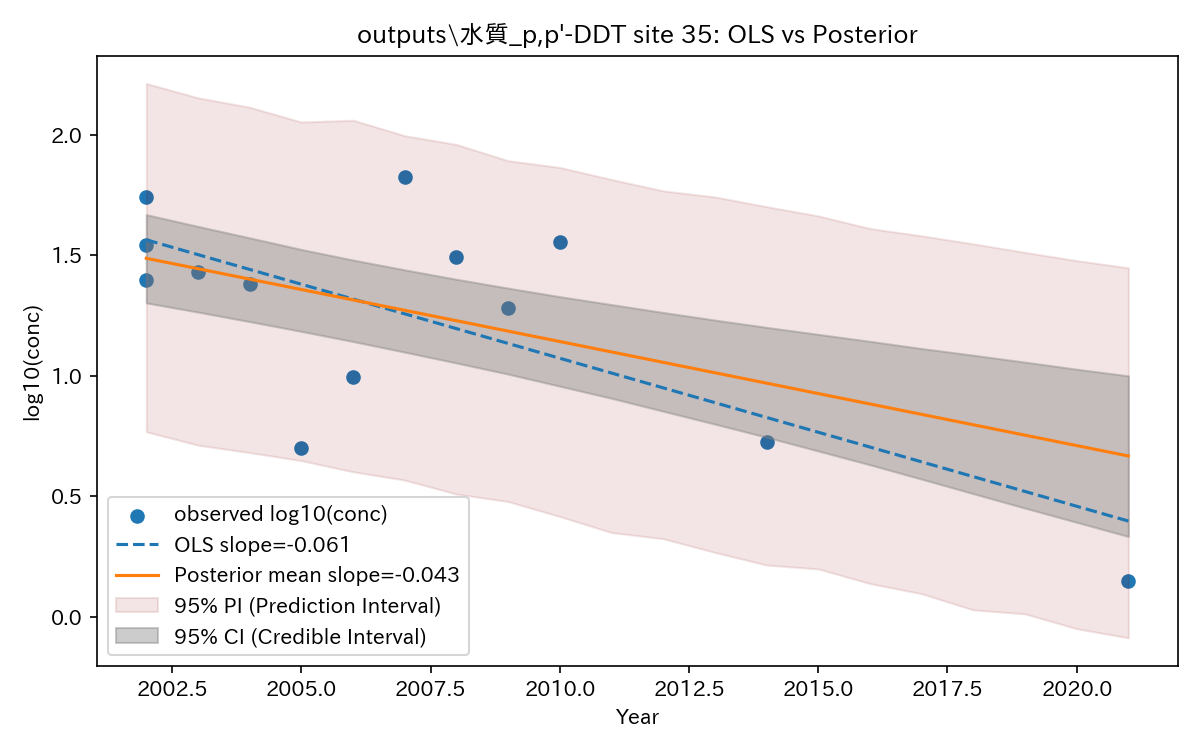 outputs\水質_p,p'-DDT site 35: OLS vs Posterior
log10(conc)
2.0
1.5
1.0
0.5
0.0
observed log10(conc)
OLS slope=-0.061
Posterior mean slope=-0.043
95% PI (Prediction Interval)
95% CI (Credible Interval)
2002.5 2005.0 2007.5 2010.0 2012.5 2015.0 2017.5 2020.0
Year